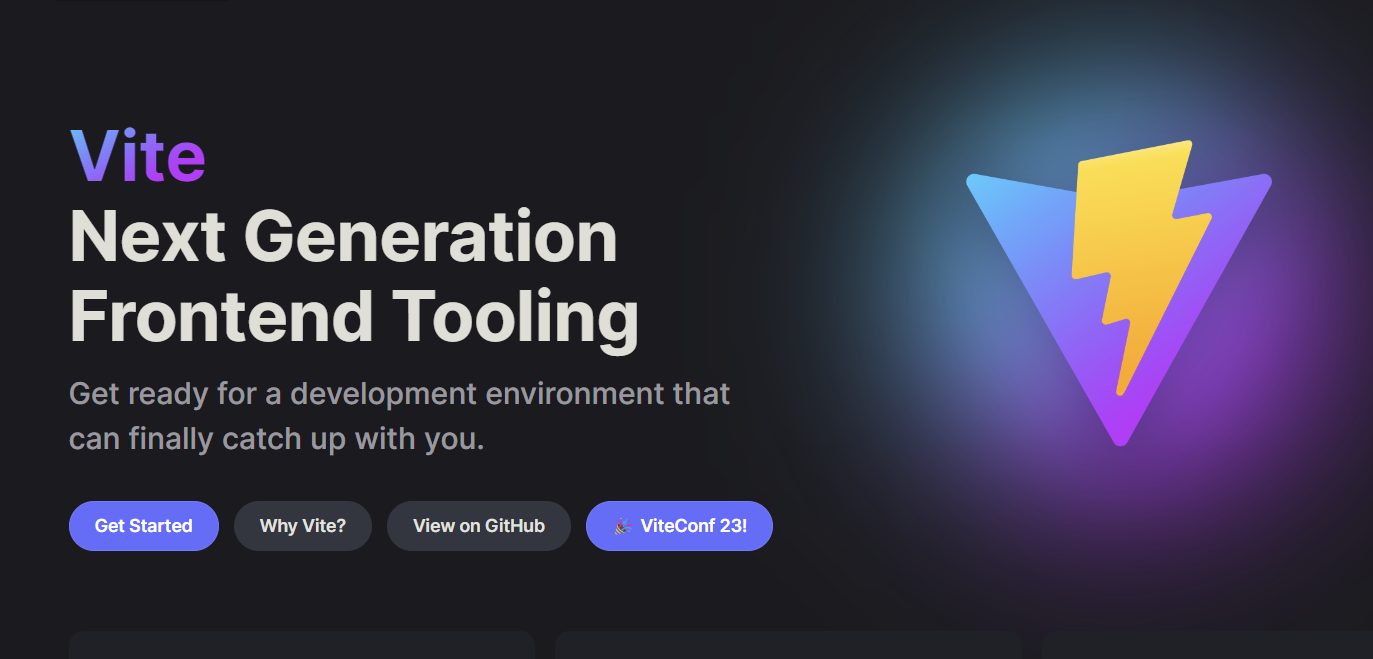 Vite
Next Generation
Frontend Tooling
Get ready for a development environment that
can finally catch up with you.
Get Started
Why Vite?
View on GitHub
🎉 ViteConf 23!